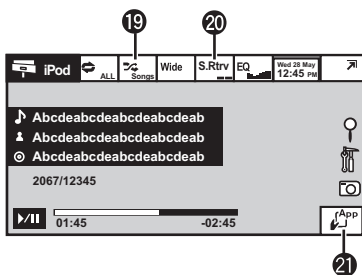 19 20
iPod ALL Songs Wide S.Rtrv EQ Wed 28 May
12:45 PM
Abcdeabcdeabcdeabcdeab
Abcdeabcdeabcdeabcdeab
Abcdeabcdeabcdeabcdeab
2067/12345
01:45 -02:45
App
21